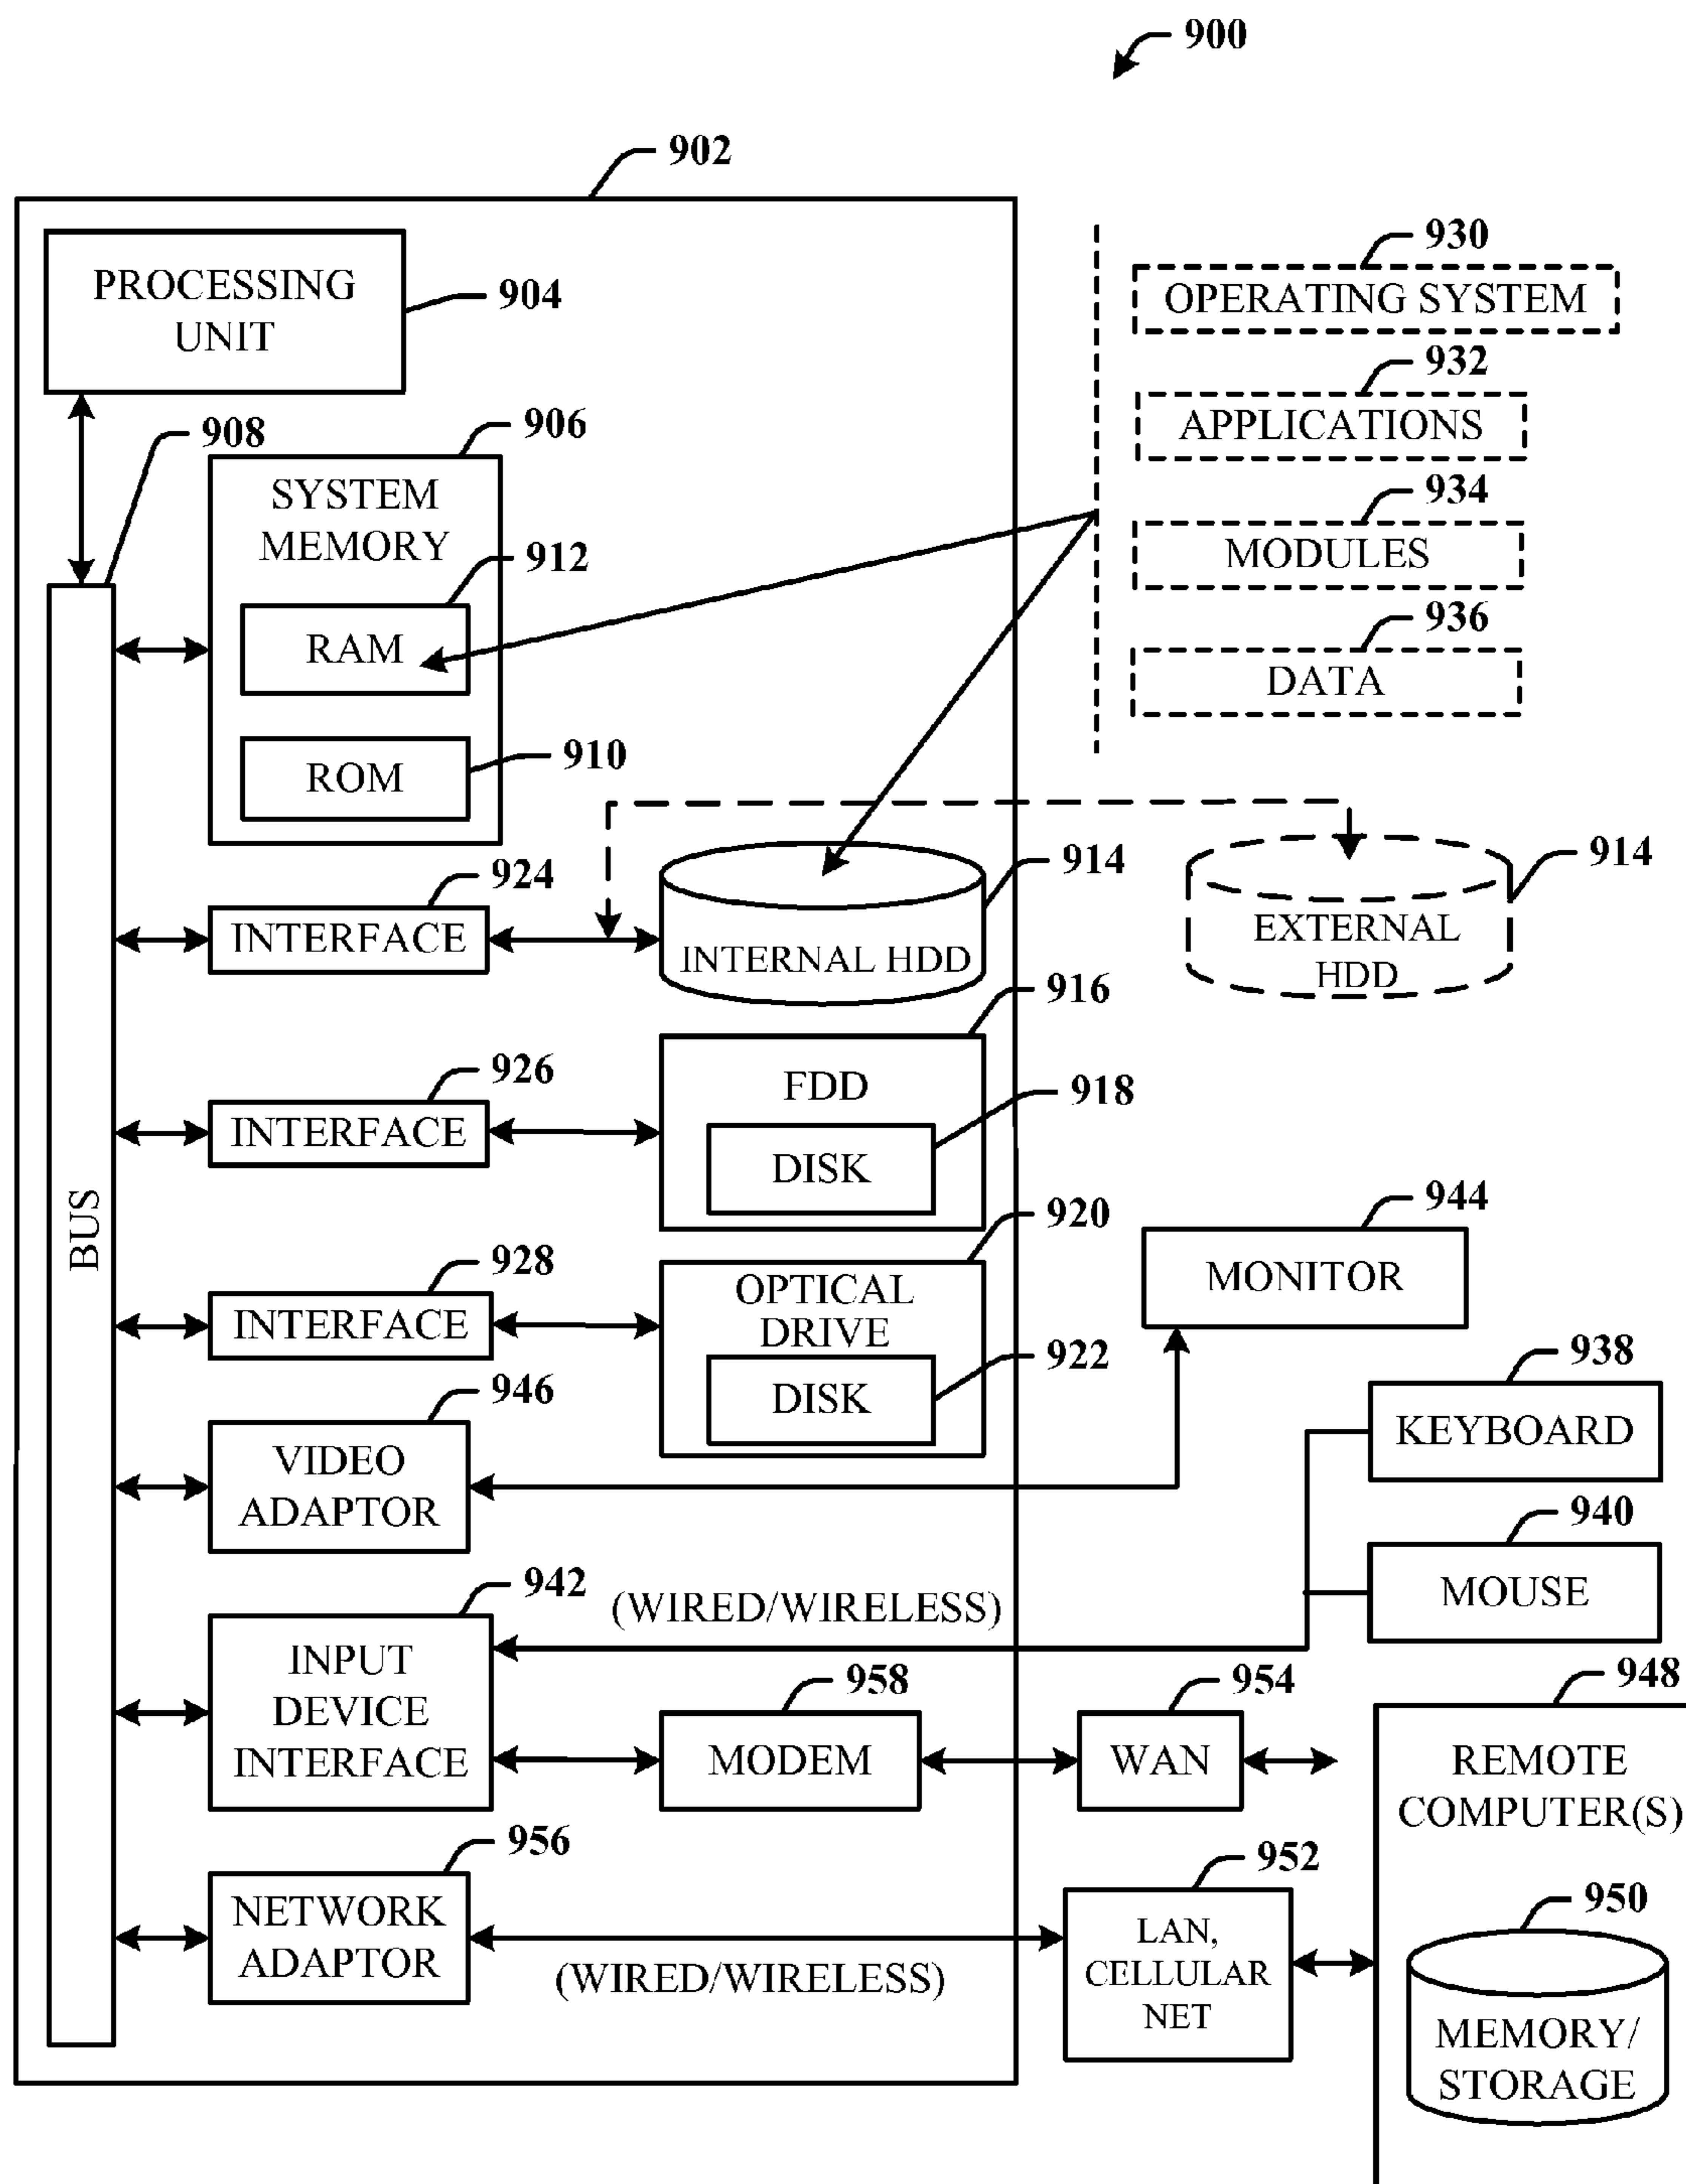 900
902
PROCESSING
UNIT
904
930
OPERATING SYSTEM
932
APPLICATIONS
934
MODULES
936
DATA
908
906
SYSTEM
MEMORY
912
RAM
910
ROM
924
INTERFACE
914
INTERNAL HDD
914
EXTERNAL
HDD
916
926
INTERFACE
FDD
918
DISK
BUS
920
928
INTERFACE
OPTICAL
DRIVE
922
DISK
944
MONITOR
946
VIDEO
ADAPTOR
938
KEYBOARD
940
MOUSE
942
(WIRED/WIRELESS)
INPUT
DEVICE
INTERFACE
958
MODEM
954
WAN
948
REMOTE
COMPUTER(S)
956
NETWORK
ADAPTOR
(WIRED/WIRELESS)
952
LAN,
CELLULAR
NET
950
MEMORY/
STORAGE